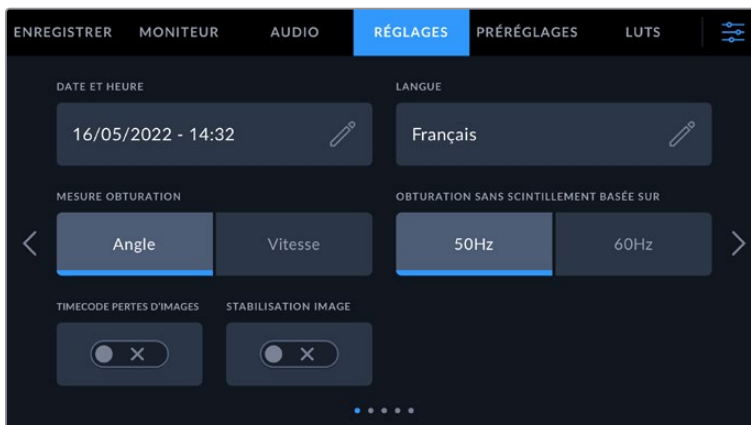 ENREGISTRER MONITEUR AUDIO RÉGLAGES PRÉRÉGLAGES LUTS
DATE ET HEURE LANGUE
16/05/2022 - 14:32 Français
MESURE OBTURATION OBTURATION SANS SCINTILLEMENT BASÉE SUR
Angle Vitesse 50Hz 60Hz
TIMECODE PERTES D'IMAGES STABILISATION IMAGE